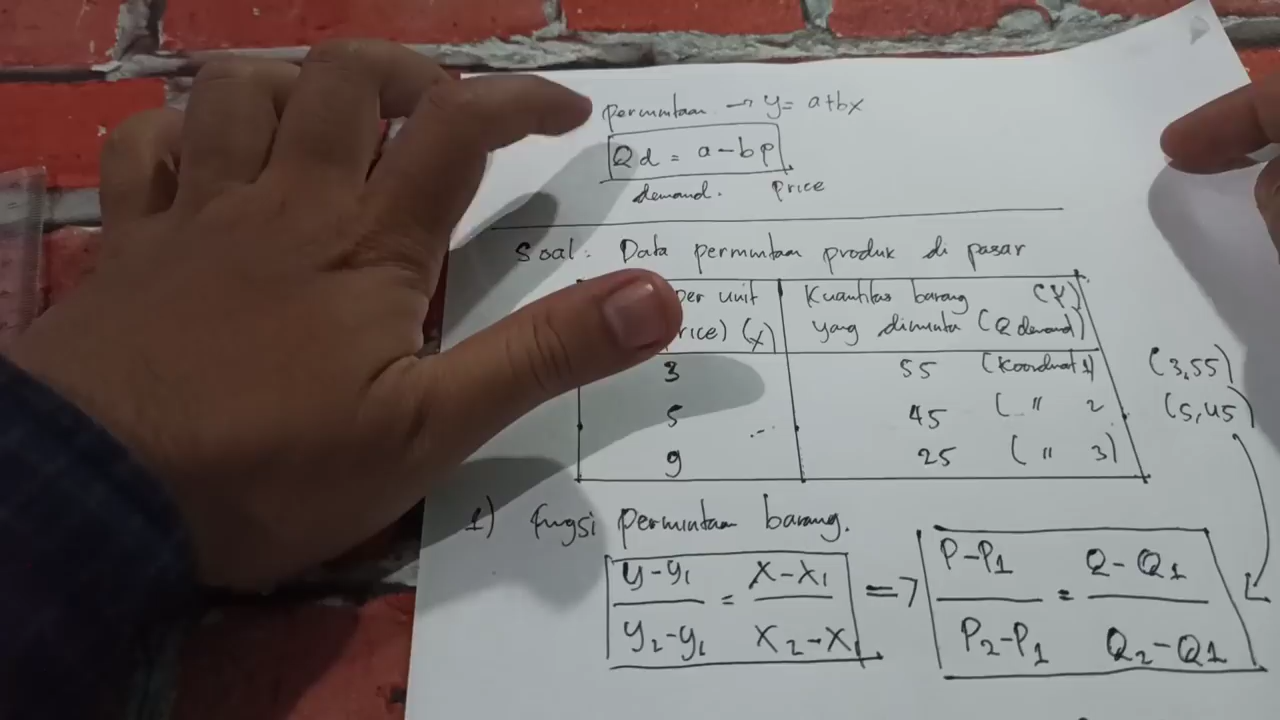 permintaan → y = a+bx
Qd = a - bp
demand. Price
Soal: Data permintaan produk di pasar
per unit Kuantitas barang (Y)
rice) (x) yang diminta (Q demand)
3 55 (Koordinat 1) (3,55)
5 45 ( " 2 (5,45)
9 25 ( " 3)
1) fugsi permintaan barang.
y-y1 / y2-y1 = x-x1 / x2-x1 => P-P1 / P2-P1 = Q-Q1 / Q2-Q1